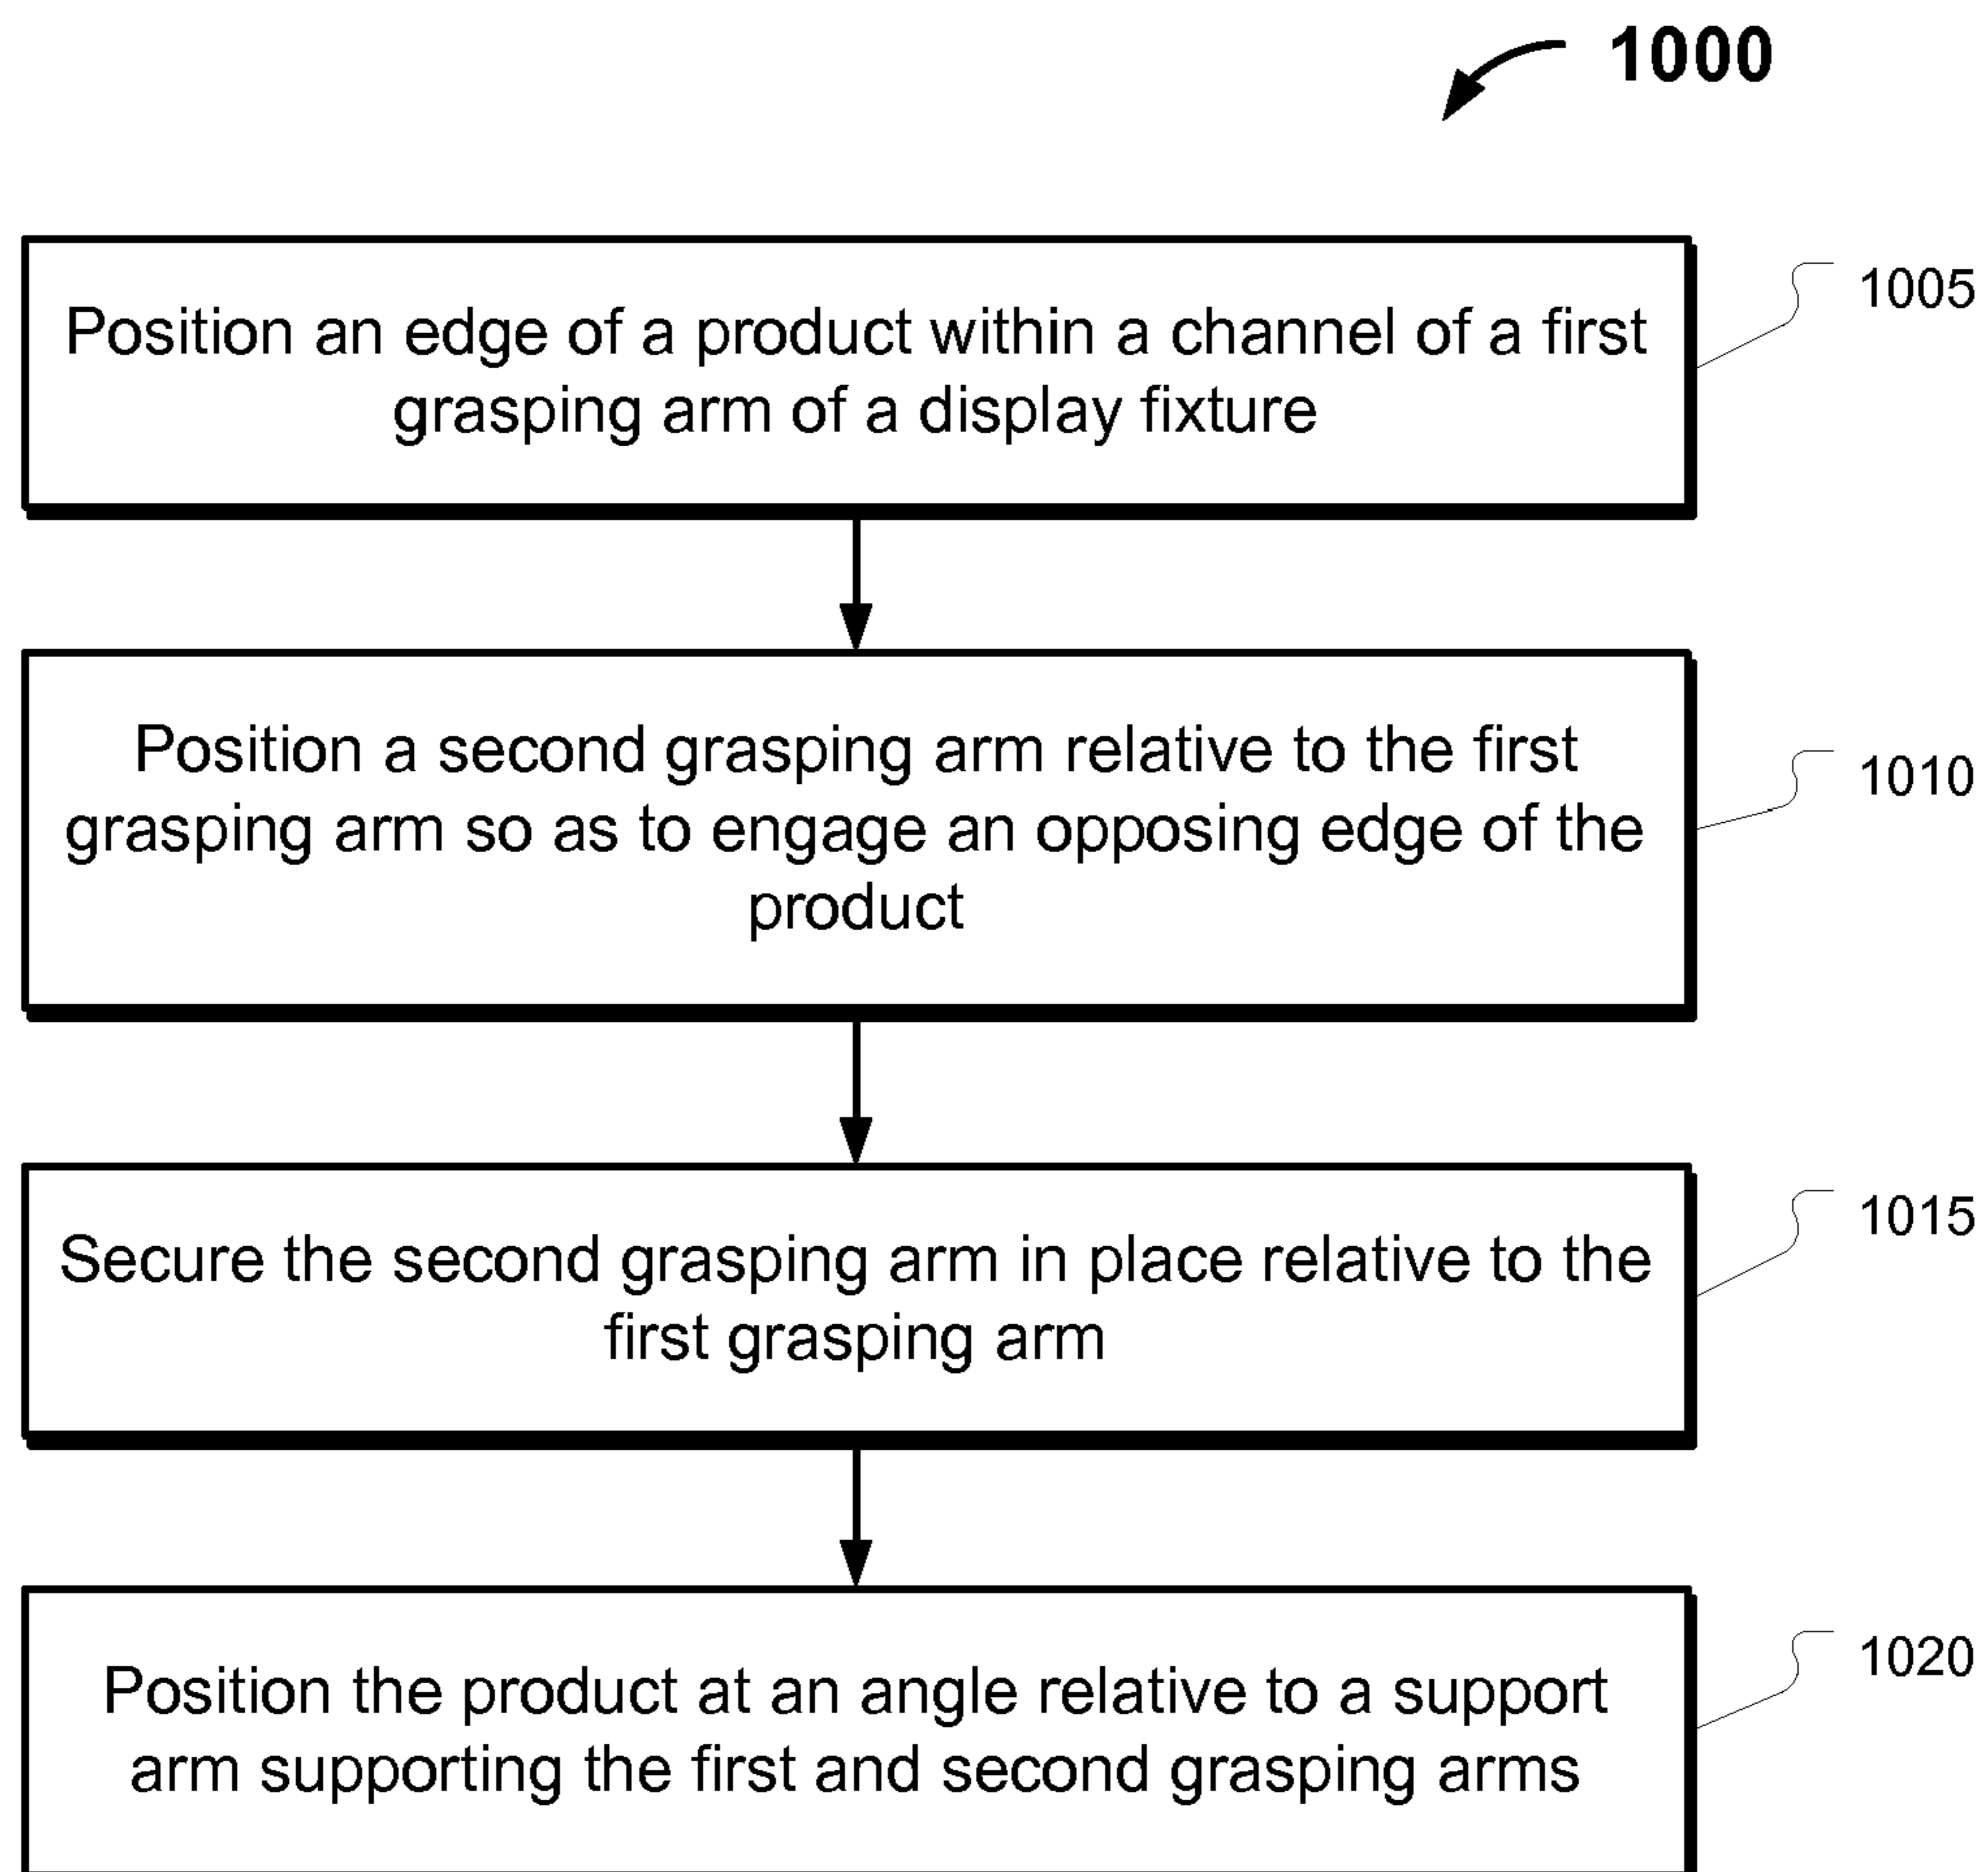 1000
Position an edge of a product within a channel of a first
grasping arm of a display fixture
1005
Position a second grasping arm relative to the first
grasping arm so as to engage an opposing edge of the
product
1010
Secure the second grasping arm in place relative to the
first grasping arm
1015
Position the product at an angle relative to a support
arm supporting the first and second grasping arms
1020